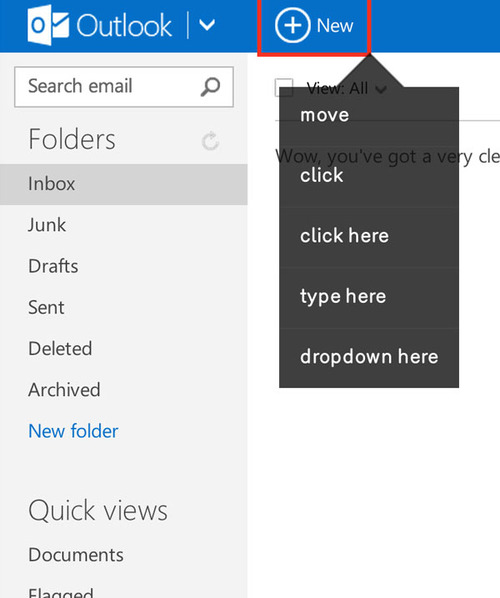 Outlook
New
Search email
View: All
Folders
move
Wow, you've got a very cle
Inbox
click
Junk
click here
Drafts
Sent
type here
Deleted
dropdown here
Archived
New folder
Quick views
Documents
Flagged